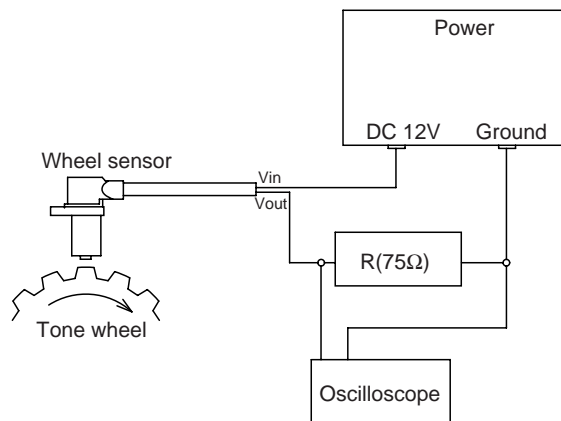 Power
DC 12V
Ground
Wheel sensor
Vin
Vout
R(75Ω)
Tone wheel
Oscilloscope